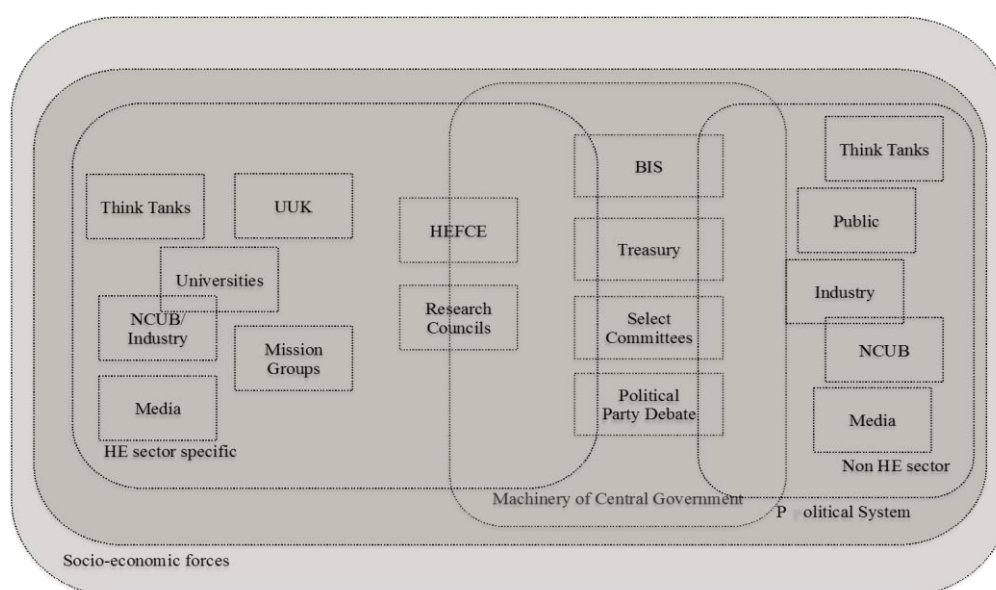 Think Tanks
UUK
Universities
NCUB/
Industry
Mission
Groups
Media
HE sector specific
HEFCE
Research
Councils
BIS
Treasury
Select
Committees
Political
Party Debate
Machinery of Central Government
Think Tanks
Public
Industry
NCUB
Media
Non HE sector
P olitical System
Socio-economic forces